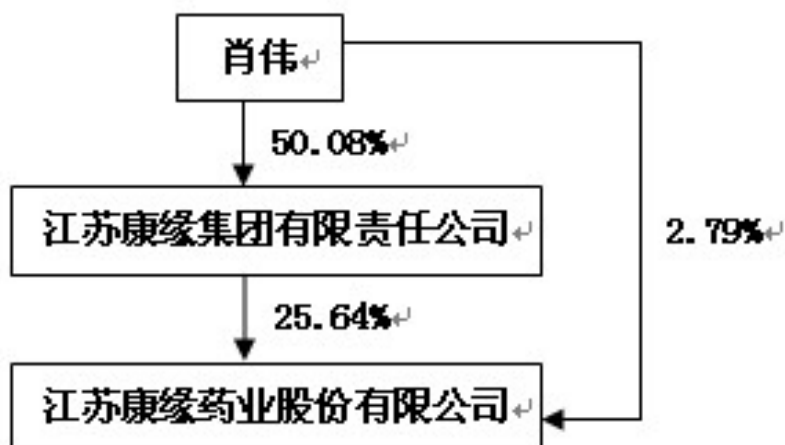 肖伟
50.08%
江苏康缘集团有限责任公司
2.79%
25.64%
江苏康缘药业股份有限公司